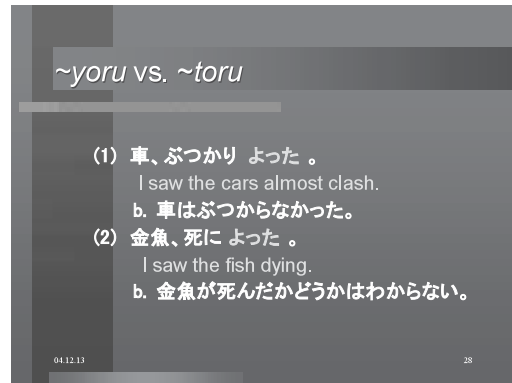 ~yoru vs. ~toru
(1) 車、ぶつかり よった 。
I saw the cars almost clash.
b. 車はぶつからなかった。
(2) 金魚、死に よった 。
I saw the fish dying.
b. 金魚が死んだかどうかはわからない。
04.12.13
28